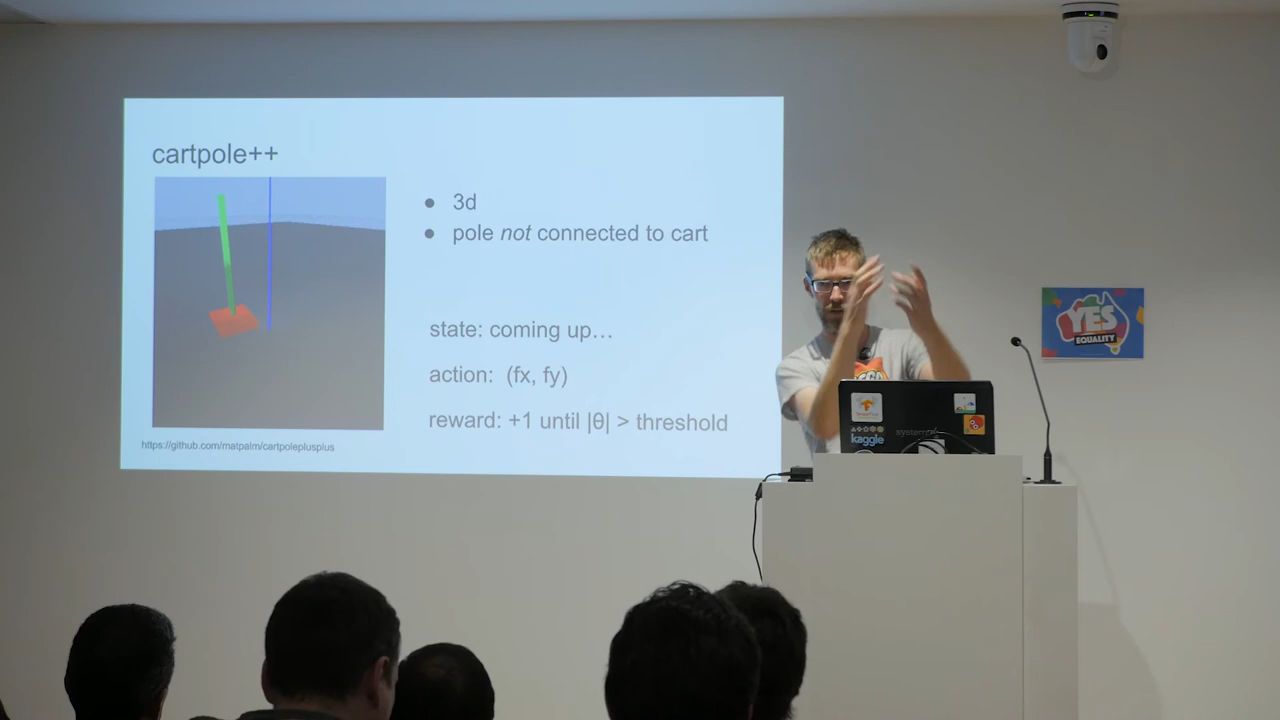 cartpole++
● 3d
● pole not connected to cart
state: coming up…
action: (fx, fy)
reward: +1 until |θ| > threshold
https://github.com/matpalm/cartpoleplusplus
YES
EQUALITY
TensorFlow
kaggle